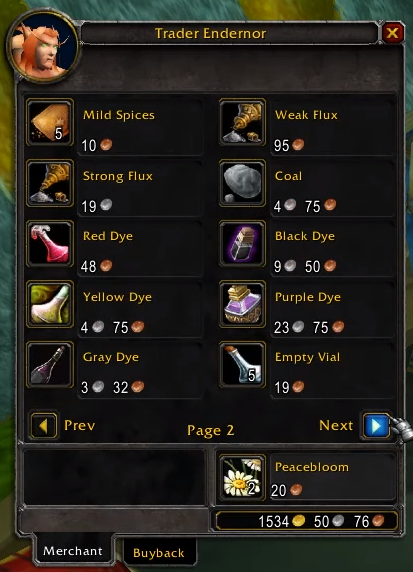 Trader Endernor
Mild Spices
5
10
Weak Flux
95
Strong Flux
19
Coal
4 75
Red Dye
48
Black Dye
9 50
Yellow Dye
4 75
Purple Dye
23 75
Gray Dye
3 32
Empty Vial
5
19
Prev
Page 2
Next
Peacebloom
2
20
1534 50 76
Merchant
Buyback